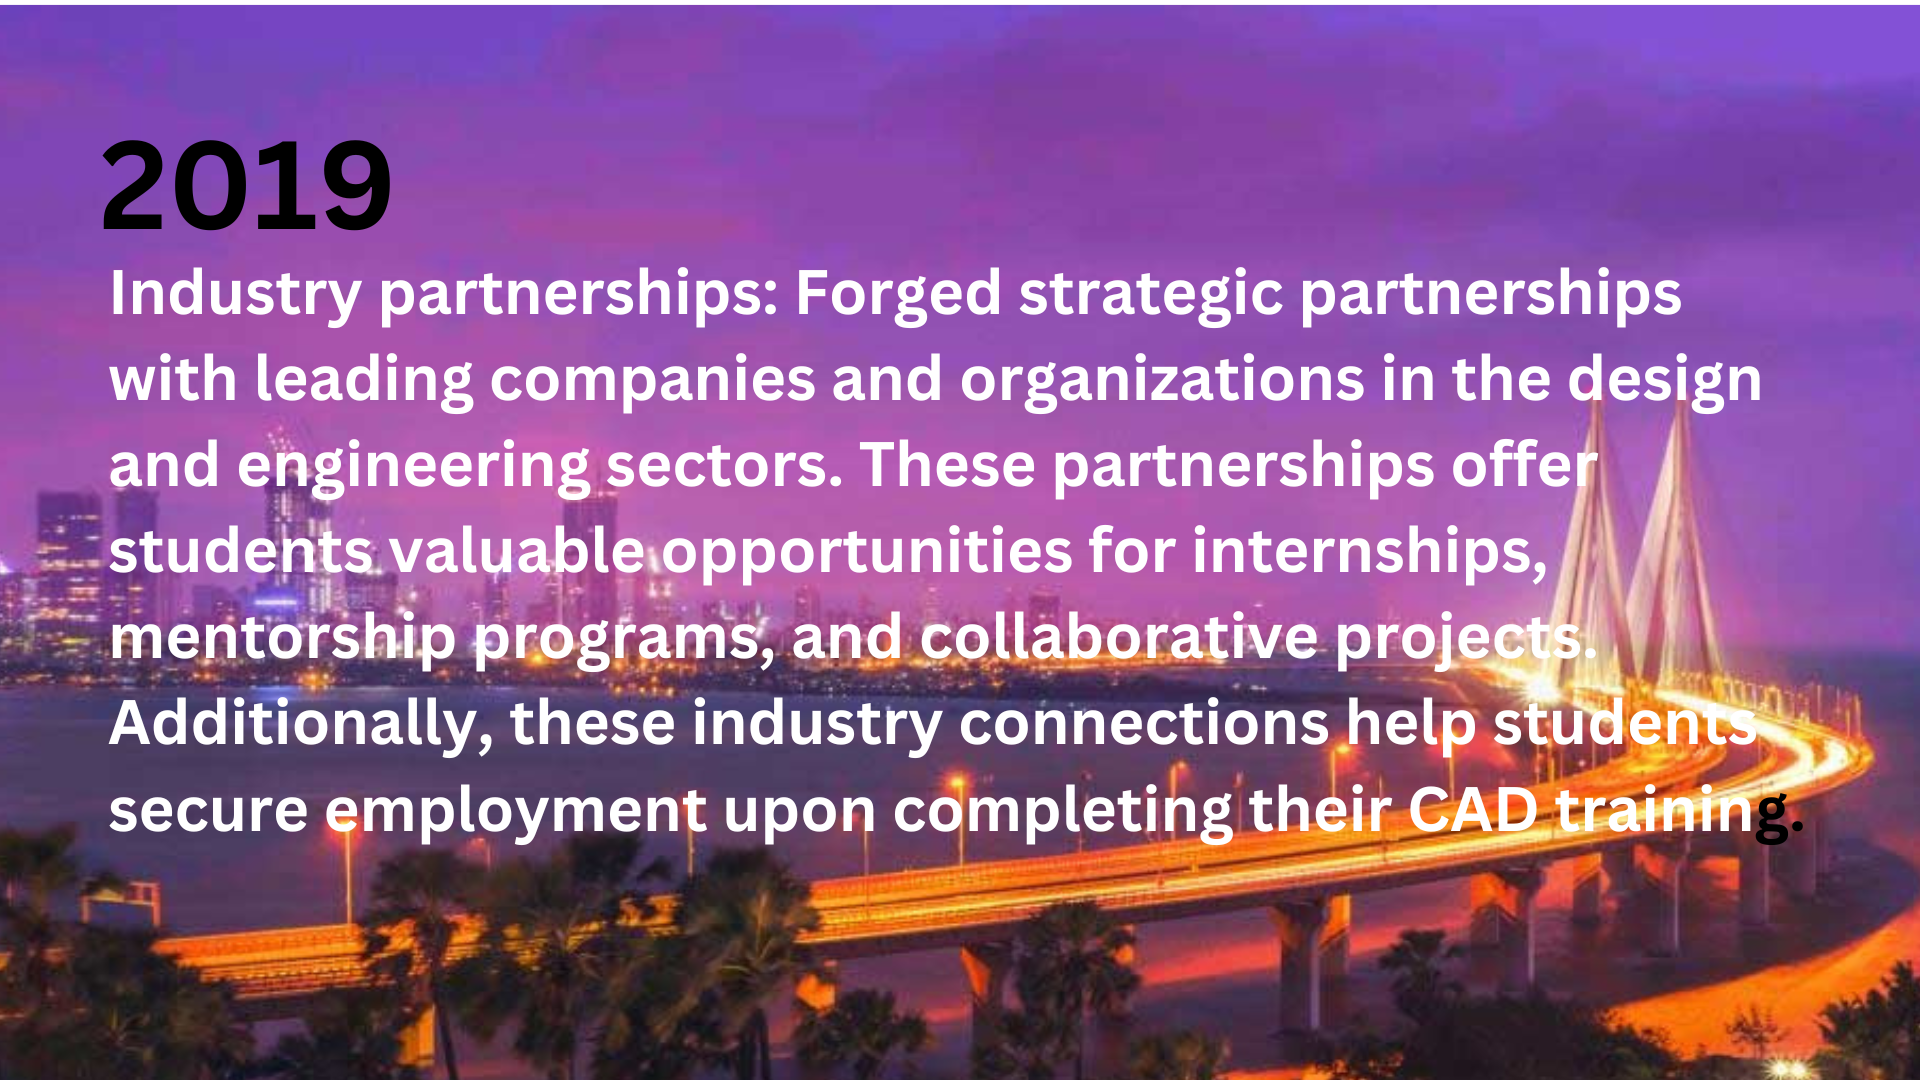 2019
Industry partnerships: Forged strategic partnerships
with leading companies and organizations in the design
and engineering sectors. These partnerships offer
students valuable opportunities for internships,
mentorship programs, and collaborative projects.
Additionally, these industry connections help students
secure employment upon completing their CAD training.